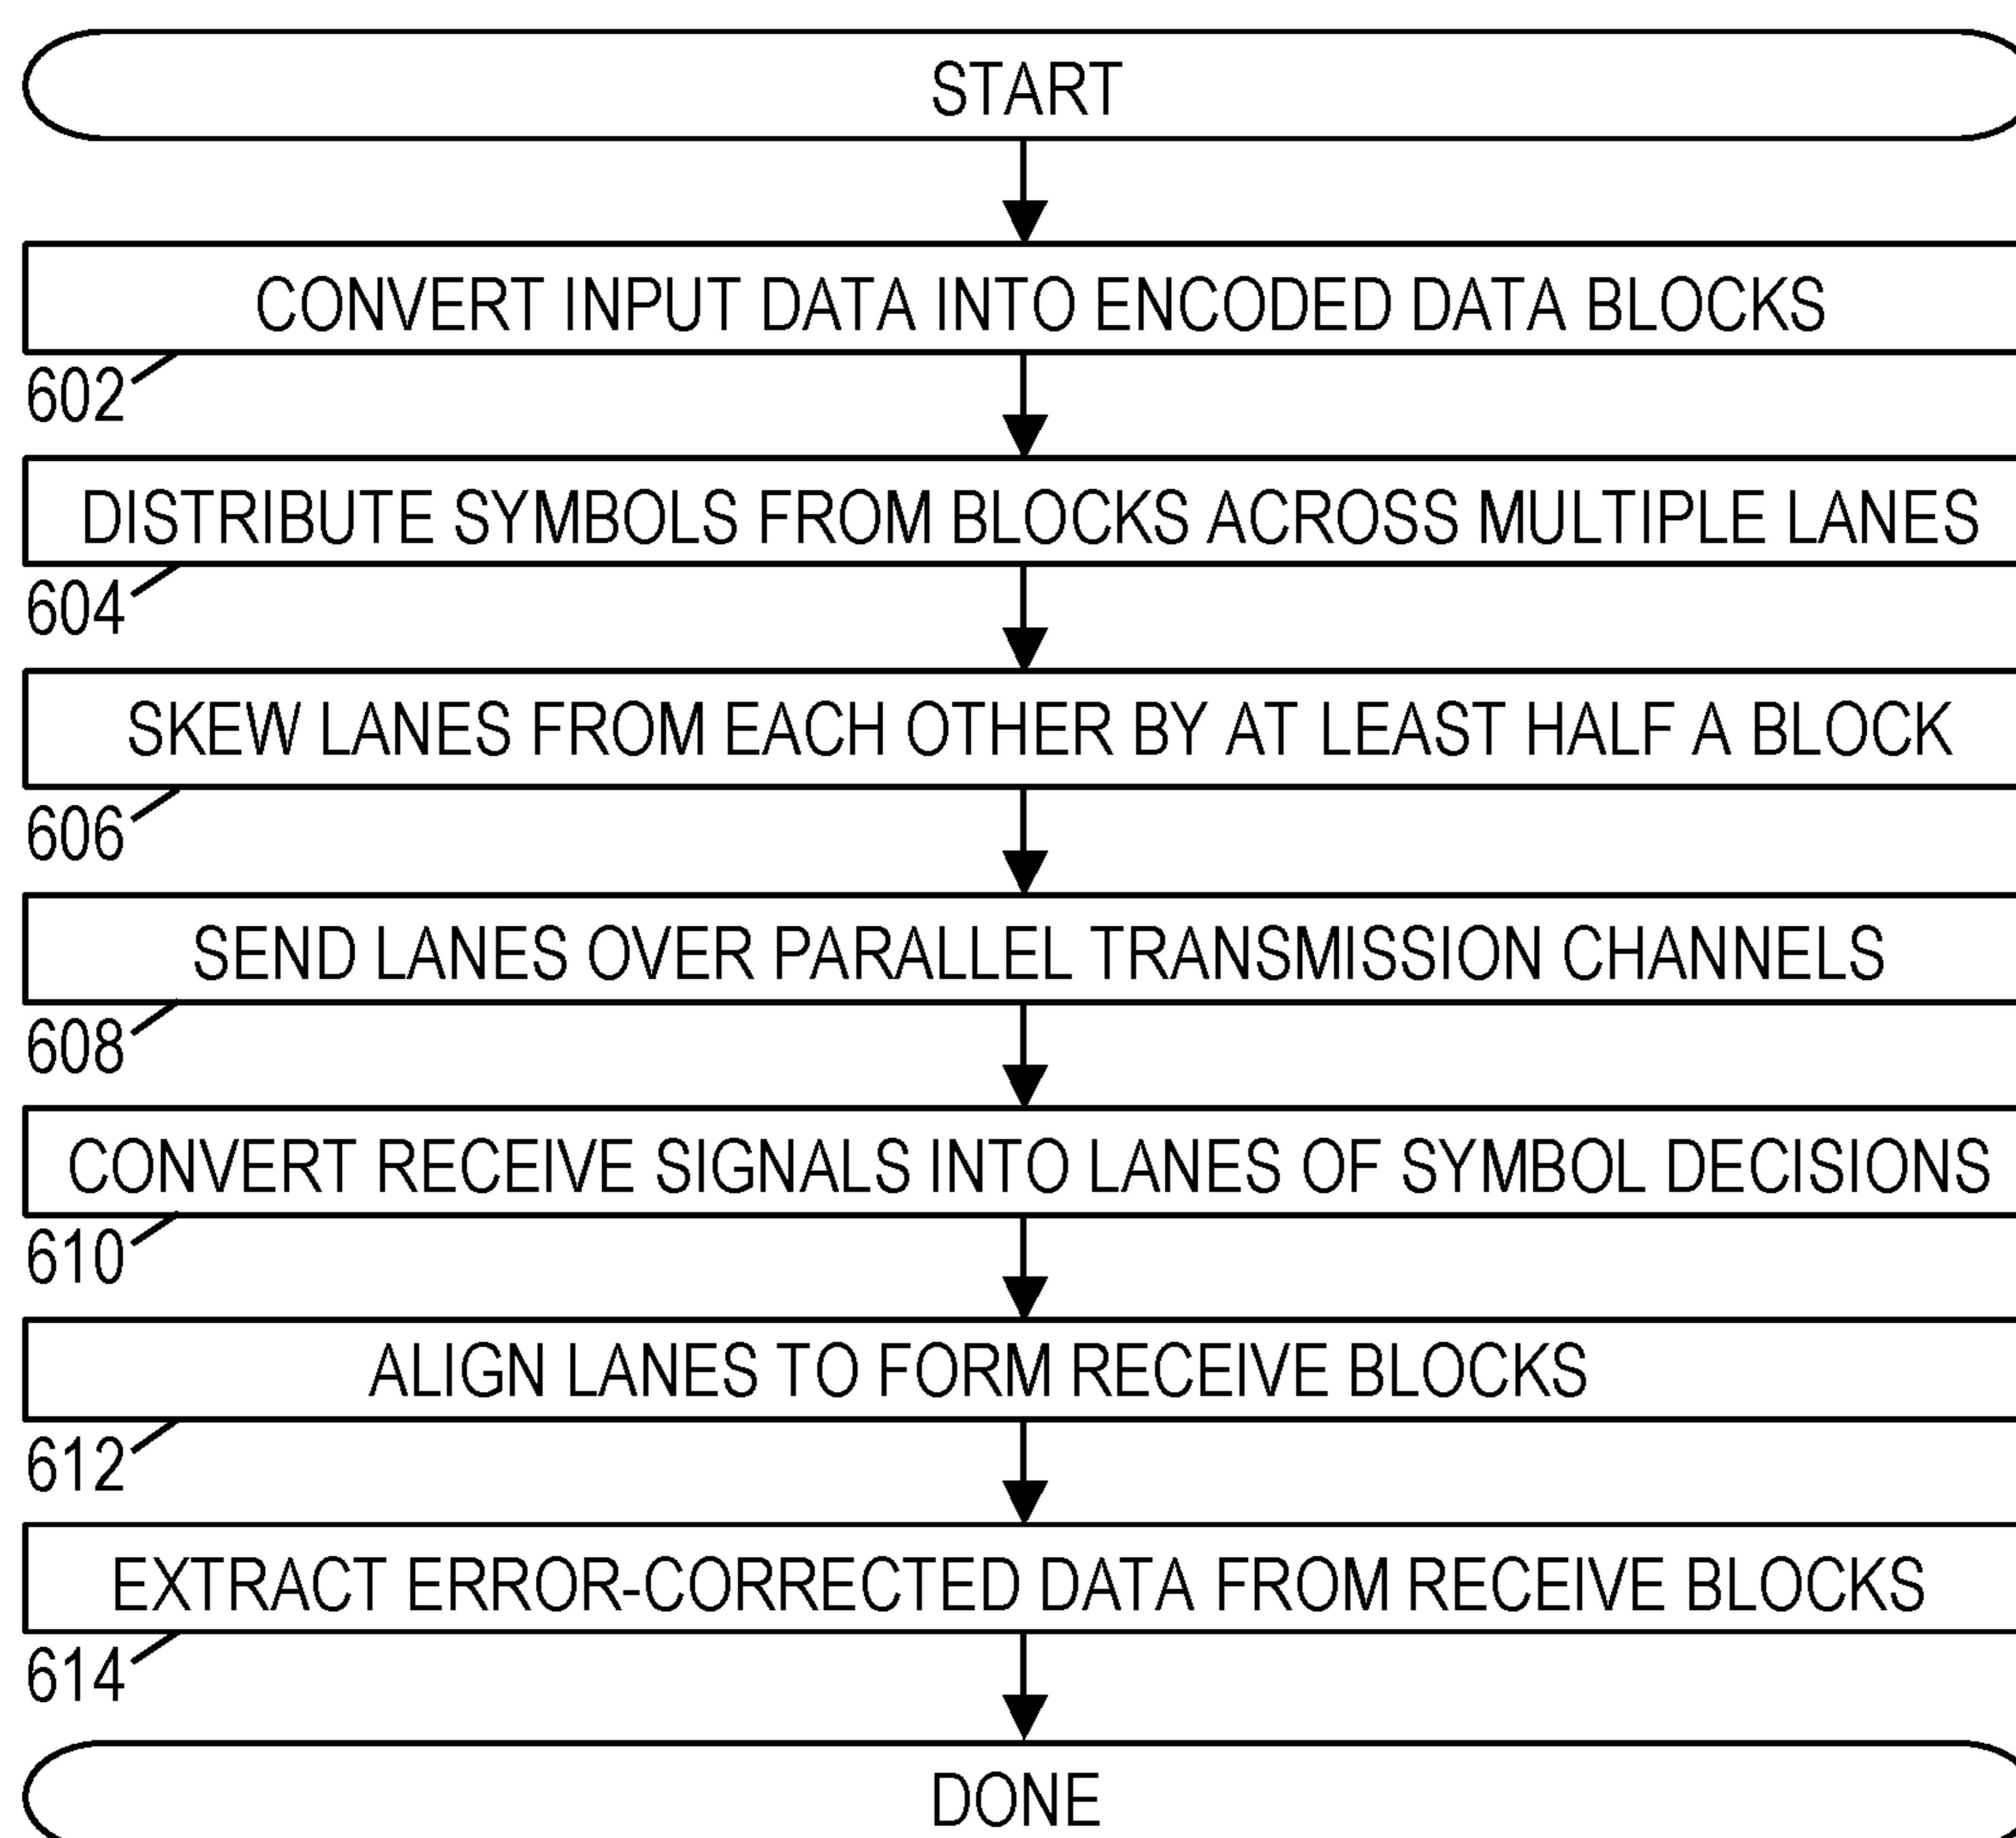 START
CONVERT INPUT DATA INTO ENCODED DATA BLOCKS
602
DISTRIBUTE SYMBOLS FROM BLOCKS ACROSS MULTIPLE LANES
604
SKEW LANES FROM EACH OTHER BY AT LEAST HALF A BLOCK
606
SEND LANES OVER PARALLEL TRANSMISSION CHANNELS
608
CONVERT RECEIVE SIGNALS INTO LANES OF SYMBOL DECISIONS
610
ALIGN LANES TO FORM RECEIVE BLOCKS
612
EXTRACT ERROR-CORRECTED DATA FROM RECEIVE BLOCKS
614
DONE